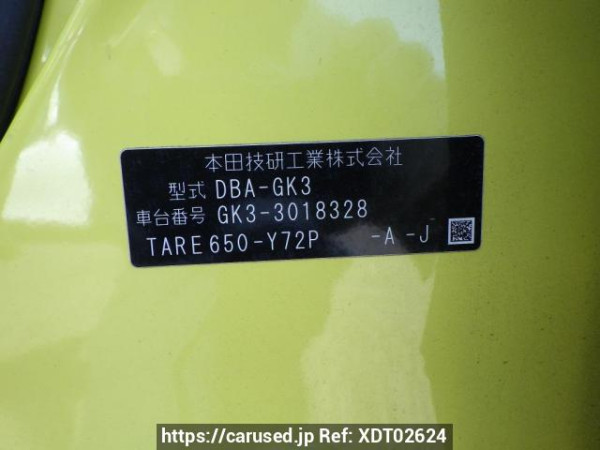 本田技研工業株式会社
型式 DBA-GK3
車台番号 GK3-3018328
TARE650-Y72P -A -J
https://carused.jp Ref: XDT02624